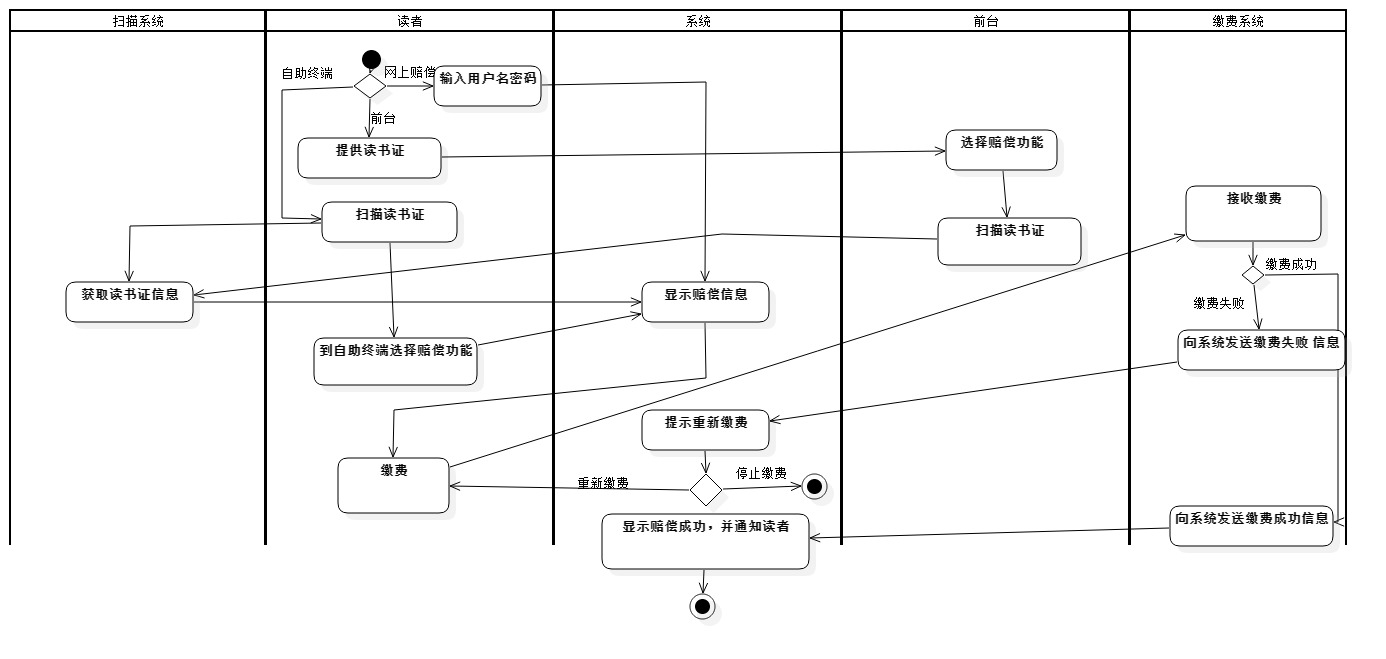 扫描系统
读者
系统
前台
缴费系统
自助终端
网上赔偿
输入用户名密码
前台
提供读书证
选择赔偿功能
扫描读书证
接收缴费
扫描读书证
缴费成功
获取读书证信息
显示赔偿信息
缴费失败
到自助终端选择赔偿功能
向系统发送缴费失败 信息
提示重新缴费
缴费
重新缴费
停止缴费
显示赔偿成功，并通知读者
向系统发送缴费成功信息